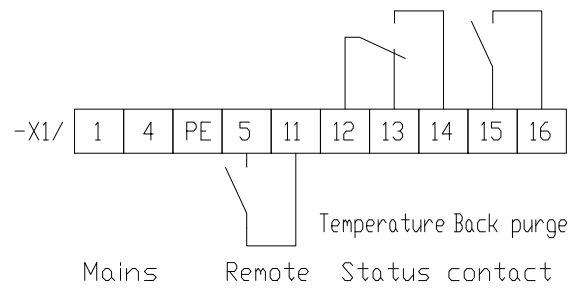 -X1/ 1 4 PE 5 11 12 13 14 15 16
Temperature Back purge
Mains Remote Status contact